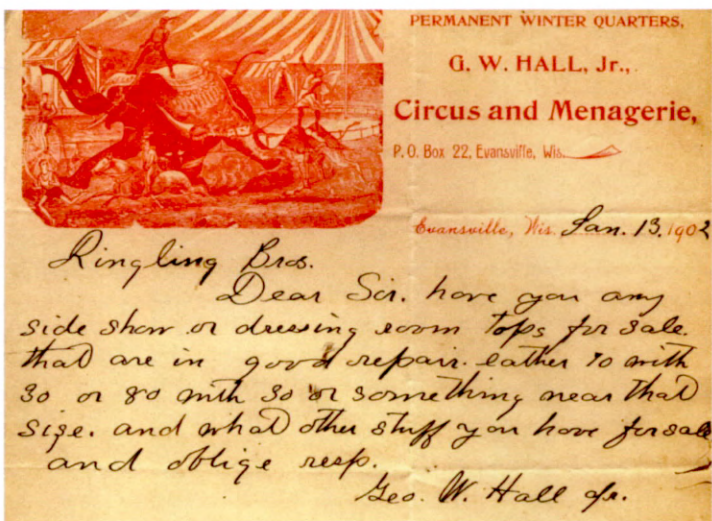 PERMANENT WINTER QUARTERS,
G. W. HALL, Jr.,
Circus and Menagerie,
P. O. Box 22, Evansville, Wis.
Evansville, Wis. Jan. 13, 1902
Ringling Bros.
Dear Sir. have you any
side show or dressing room tops for sale.
that are in good repair. eather 70 with
30 or 80 with 30 or something near that
size. and what other stuff you have for sale
and oblige resp.
Geo. W. Hall Jr.